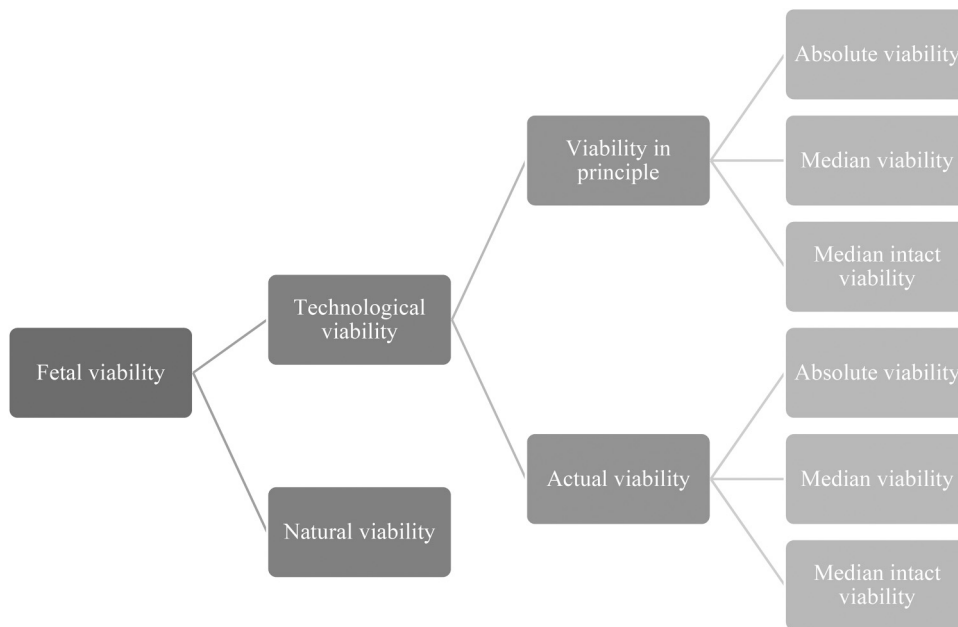 Fetal viability
Technological
viability
Natural viability
Viability in
principle
Actual viability
Absolute viability
Median viability
Median intact
viability
Absolute viability
Median viability
Median intact
viability